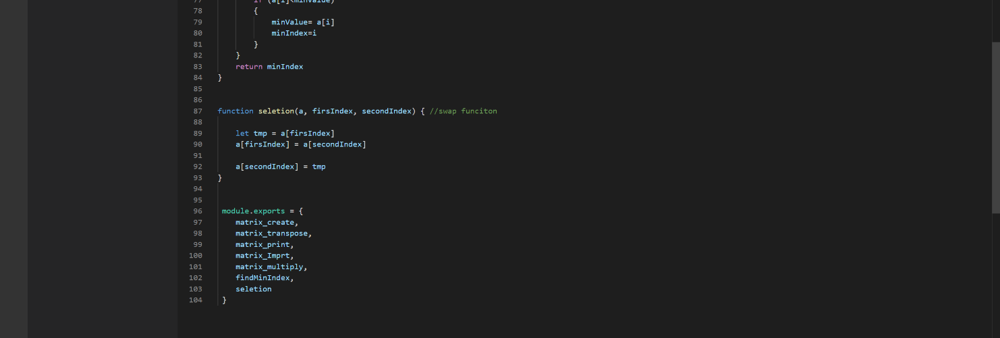 77 if (a[i]<minValue)
78 {
79 minValue= a[i]
80 minIndex=i
81 }
82 }
83 return minIndex
84 }
85
86
87 function seletion(a, firsIndex, secondIndex) { //swap funciton
88
89 let tmp = a[firsIndex]
90 a[firsIndex] = a[secondIndex]
91
92 a[secondIndex] = tmp
93 }
94
95
96 module.exports = {
97 matrix_create,
98 matrix_transpose,
99 matrix_print,
100 matrix_Imprt,
101 matrix_multiply,
102 findMinIndex,
103 seletion
104 }